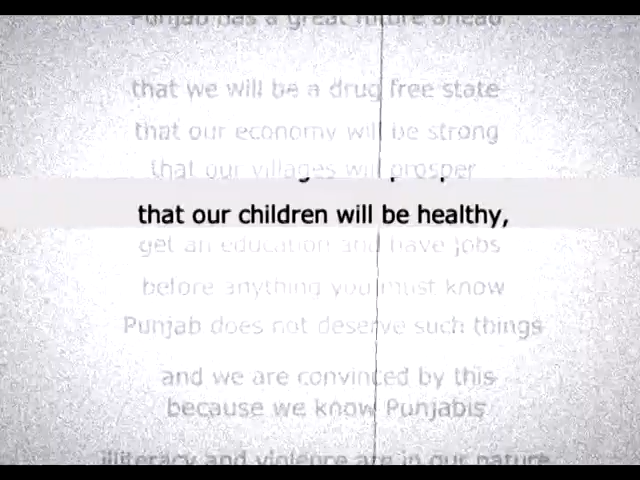 Punjab has a great future ahead
that we will be a drug free state
that our economy will be strong
that our villages will prosper
that our children will be healthy,
get an education and have jobs
before anything you must know
Punjab does not deserve such things
and we are convinced by this
because we know Punjabis
illiteracy and violence are in our nature